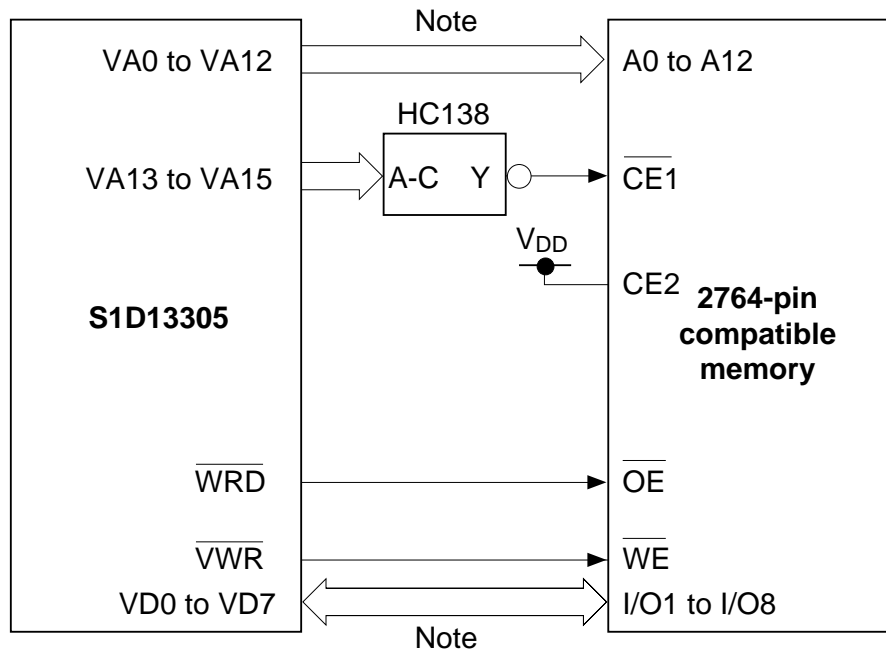 Note
VA0 to VA12
A0 to A12
HC138
VA13 to VA15
A-C Y
CE1
VDD
CE2
S1D13305
2764-pin
compatible
memory
WRD
OE
VWR
WE
VD0 to VD7
I/O1 to I/O8
Note